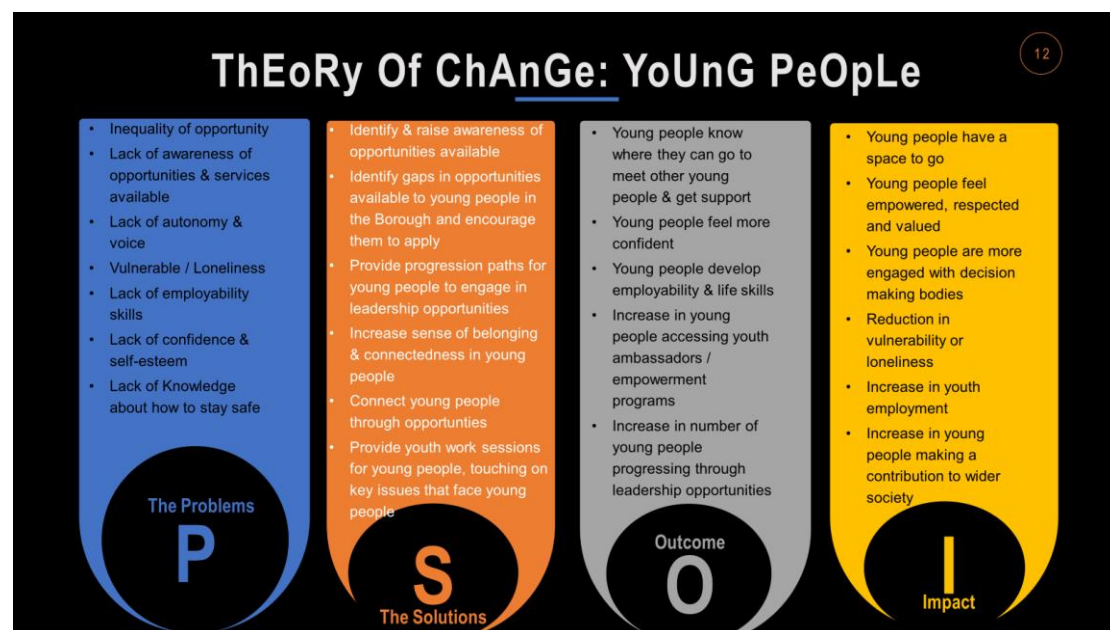 12
ThEoRy Of ChAnGe: YoUnG PeOpLe
• Inequality of opportunity
• Lack of awareness of
opportunities & services
available
• Lack of autonomy &
voice
• Vulnerable / Loneliness
• Lack of employability
skills
• Lack of confidence &
self-esteem
• Lack of Knowledge
about how to stay safe
The Problems
P
• Identify & raise awareness of
opportunities available
• Identify gaps in opportunities
available to young people in
the Borough and encourage
them to apply
• Provide progression paths for
young people to engage in
leadership opportunities
• Increase sense of belonging
& connectedness in young
people
• Connect young people
through opportunties
• Provide youth work sessions
for young people, touching on
key issues that face young
people
S
The Solutions
• Young people know
where they can go to
meet other young
people & get support
• Young people feel more
confident
• Young people develop
employability & life skills
• Increase in young
people accessing youth
ambassadors /
empowerment
programs
• Increase in number of
young people
progressing through
leadership opportunities
Outcome
O
• Young people have a
space to go
• Young people feel
empowered, respected
and valued
• Young people are more
engaged with decision
making bodies
• Reduction in
vulnerability or
loneliness
• Increase in youth
employment
• Increase in young
people making a
contribution to wider
society
I
Impact